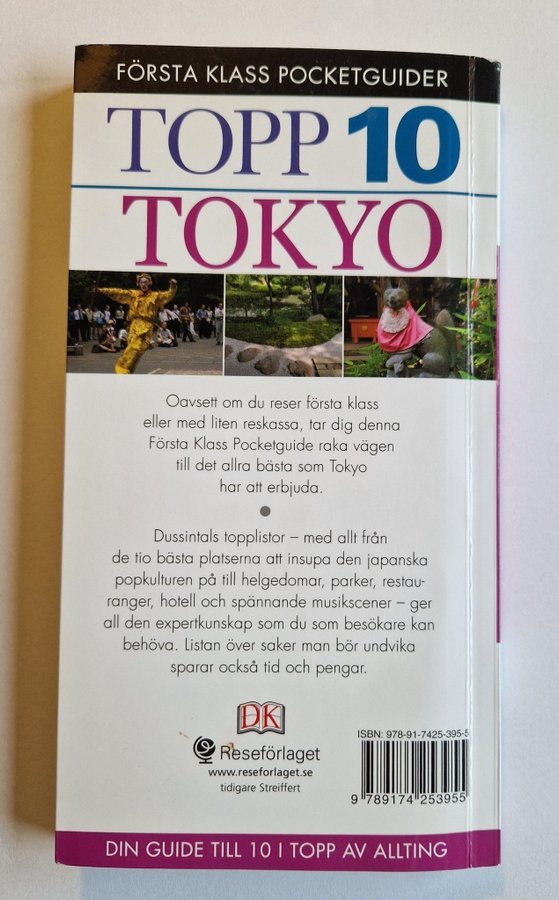 FÖRSTA KLASS POCKETGUIDER
TOPP 10
TOKYO
Oavsett om du reser första klass
eller med liten reskassa, tar dig denna
Första Klass Pocketguide raka vägen
till det allra bästa som Tokyo
har att erbjuda.
Dussintals topplistor – med allt från
de tio bästa platserna att insupa den japanska
popkulturen på till helgedomar, parker, restau-
ranger, hotell och spännande musikscener – ger
all den expertkunskap som du som besökare kan
behöva. Listan över saker man bör undvika
sparar också tid och pengar.
DK
Reseförlaget
www.reseforlaget.se
tidigare Streiffert
ISBN: 978-91-7425-395-5
9 789174 253955
DIN GUIDE TILL 10 I TOPP AV ALLTING